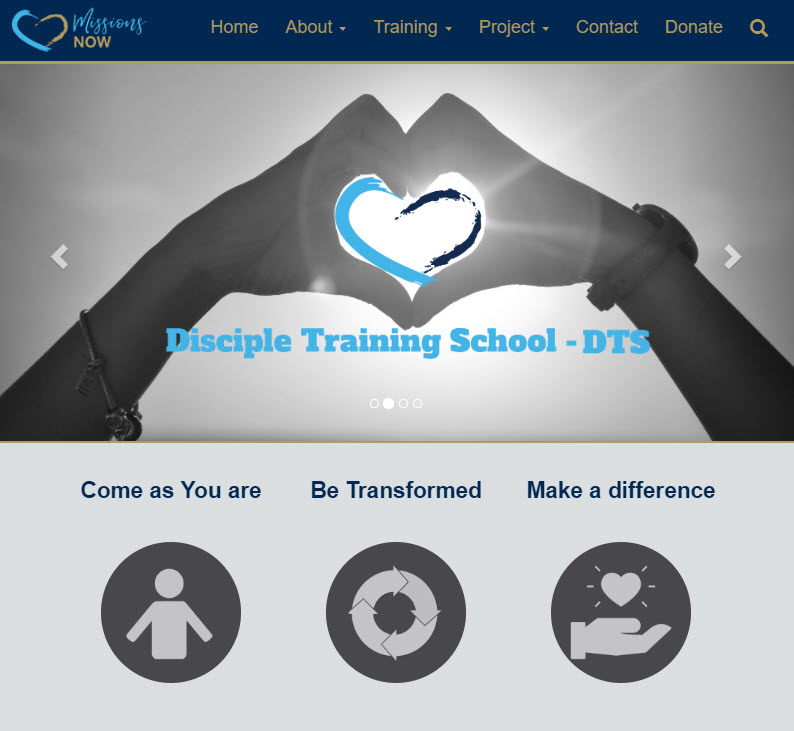 Missions
NOW
Home About Training Project Contact Donate
Disciple Training School - DTS
Come as You are Be Transformed Make a difference